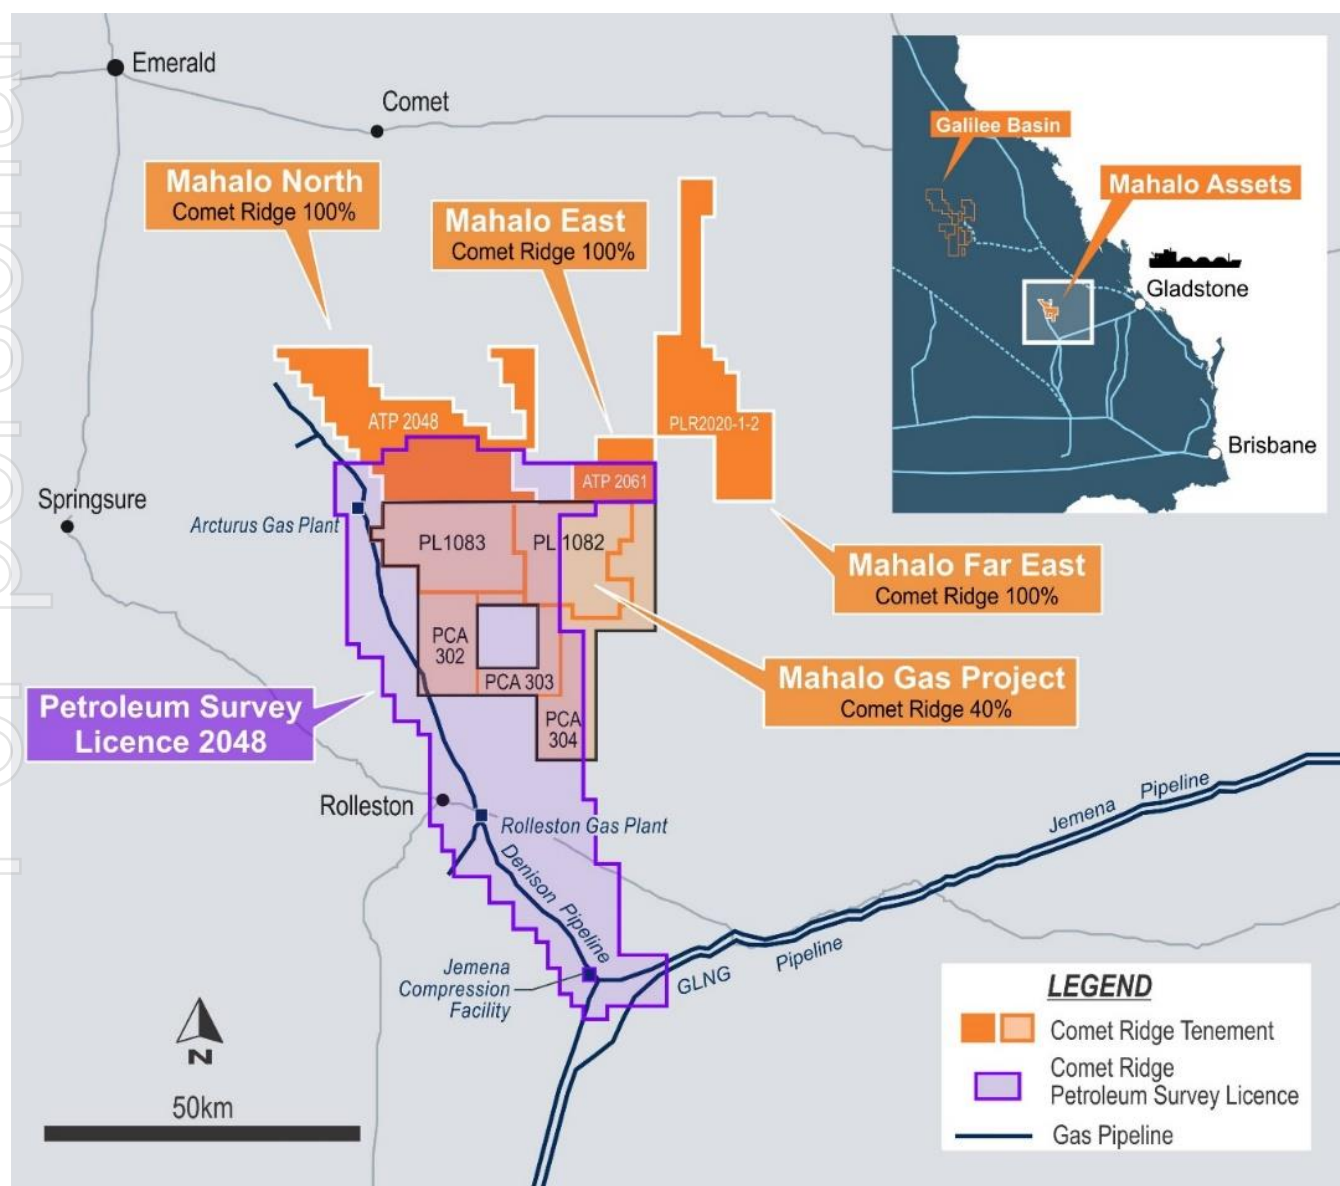 Emerald
Comet
Galilee Basin
Mahalo North
Comet Ridge 100%
Mahalo Assets
Mahalo East
Comet Ridge 100%
Gladstone
ATP 2048
PLR2020-1-2
Brisbane
ATP 2061
Springsure
Arcturus Gas Plant
PL1083
PL 1082
Mahalo Far East
Comet Ridge 100%
PCA
302
PCA 303
Mahalo Gas Project
Comet Ridge 40%
Petroleum Survey
Licence 2048
PCA
304
Rolleston
Rolleston Gas Plant
Jemena Pipeline
Denison Pipeline
GLNG Pipeline
Jemena
Compression
Facility
LEGEND
Comet Ridge Tenement
Comet Ridge
Petroleum Survey Licence
Gas Pipeline
N
50km